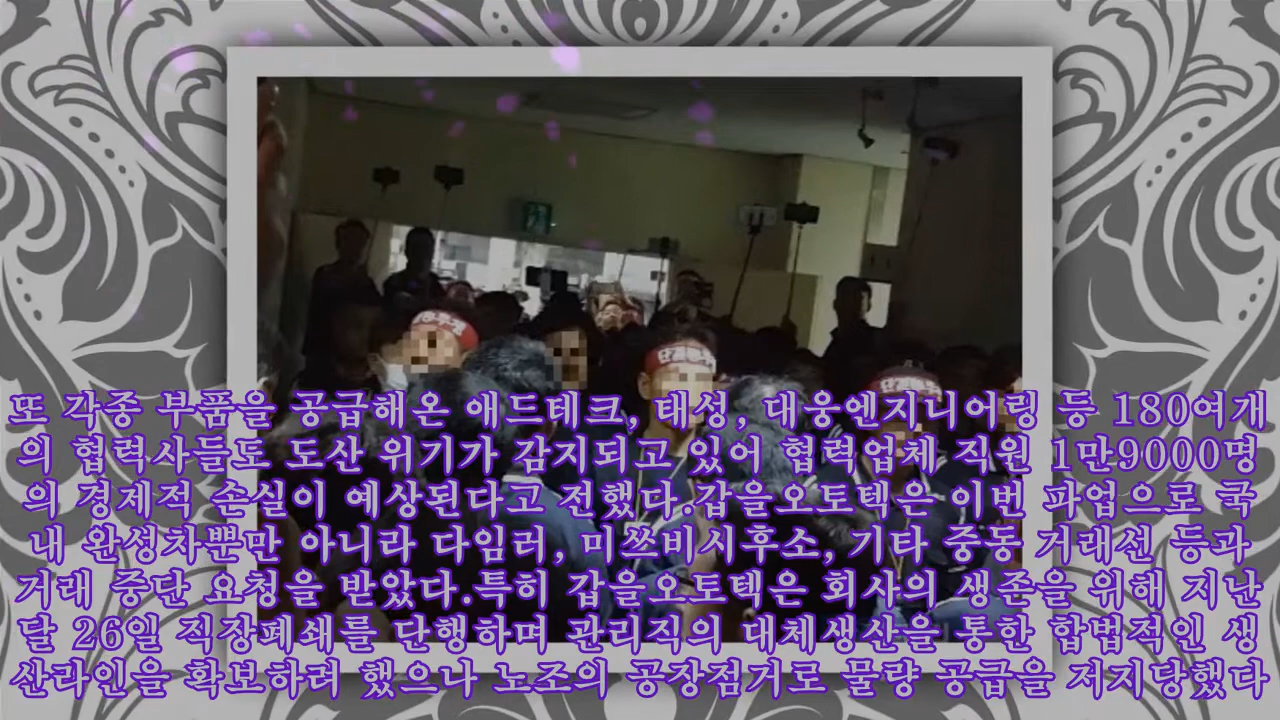 또 각종 부품을 공급해온 애드테크, 태성, 대웅엔지니어링 등 180여개
의 협력사들도 도산 위기가 감지되고 있어 협력업체 직원 1만9000명
의 경제적 손실이 예상된다고 전했다.갑을오토텍은 이번 파업으로 국
내 완성차뿐만 아니라 다임러, 미쯔비시후소, 기타 중동 거래선 등과
거래 중단 요청을 받았다.특히 갑을오토텍은 회사의 생존을 위해 지난
달 26일 직장폐쇄를 단행하며 관리직의 대체생산을 통한 합법적인 생
산라인을 확보하려 했으나 노조의 공장점거로 물량 공급을 저지당했다